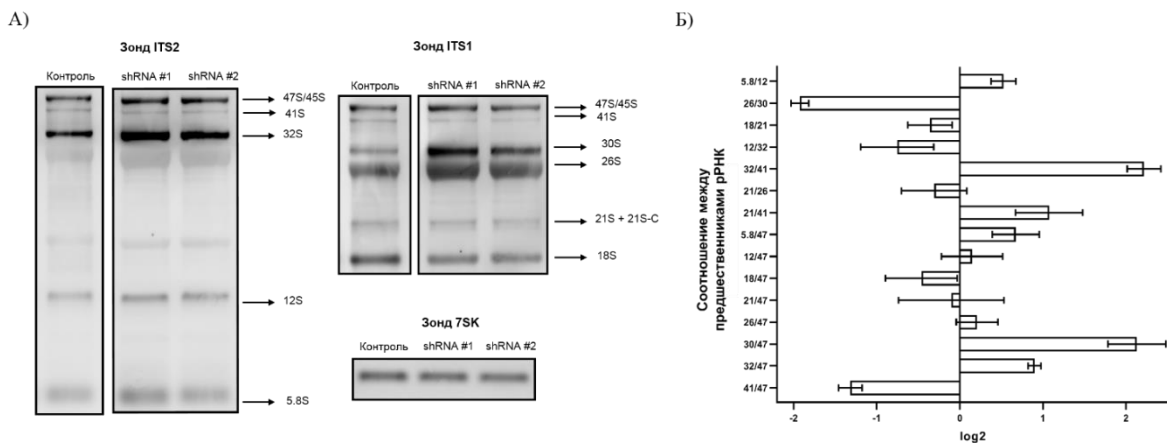 А)
Зонд ITS2
Контроль shRNA #1 shRNA #2
47S/45S
41S
32S
12S
5.8S
Зонд ITS1
Контроль shRNA #1 shRNA #2
47S/45S
41S
30S
26S
21S + 21S-C
18S
Зонд 7SK
Контроль shRNA #1 shRNA #2
Б)
Соотношение между
предшественниками рРНК
5.8/12
26/30
18/21
12/32
32/41
21/26
21/41
5.8/47
12/47
18/47
21/47
26/47
30/47
32/47
41/47
-2 -1 0 1 2
log2